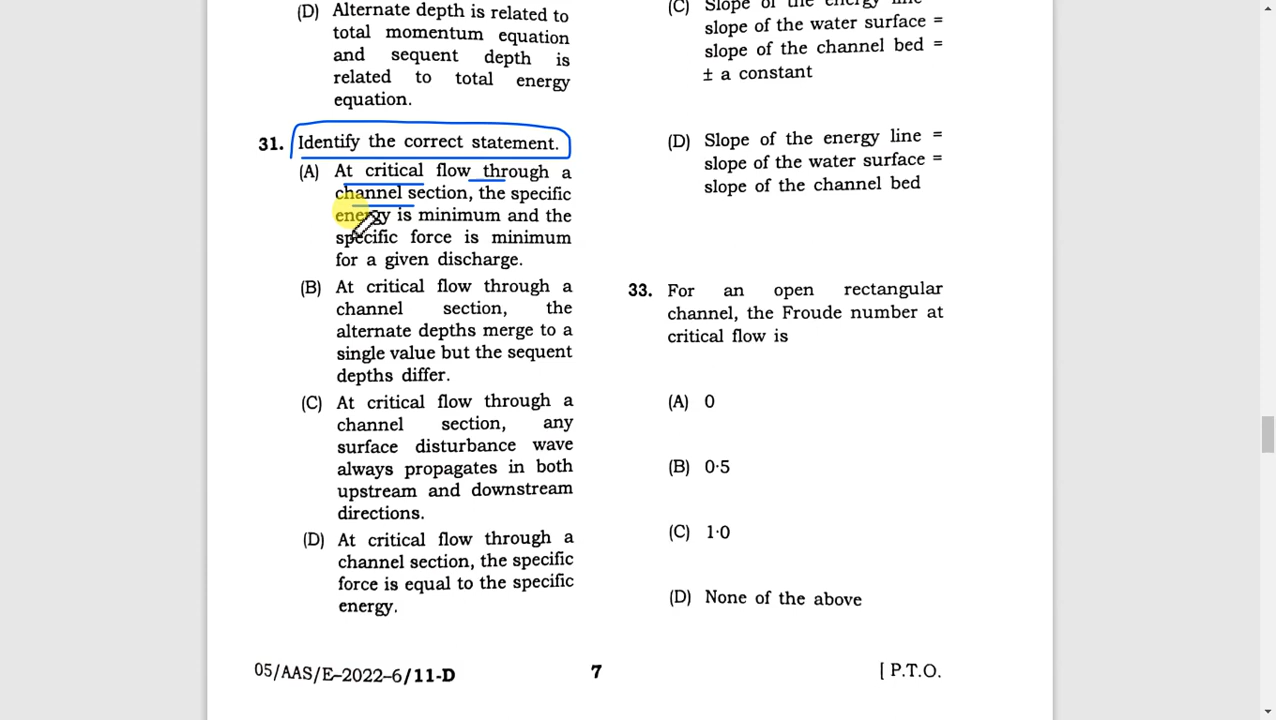 (D) Alternate depth is related to
total momentum equation
and sequent depth is
related to total energy
equation.
31. Identify the correct statement.
(A) At critical flow through a
channel section, the specific
energy is minimum and the
specific force is minimum
for a given discharge.
(B) At critical flow through a
channel section, the
alternate depths merge to a
single value but the sequent
depths differ.
(C) At critical flow through a
channel section, any
surface disturbance wave
always propagates in both
upstream and downstream
directions.
(D) At critical flow through a
channel section, the specific
force is equal to the specific
energy.
(C) Slope of the energy line =
slope of the water surface =
slope of the channel bed =
± a constant
(D) Slope of the energy line =
slope of the water surface =
slope of the channel bed
33. For an open rectangular
channel, the Froude number at
critical flow is
(A) 0
(B) 0·5
(C) 1·0
(D) None of the above
05/AAS/E–2022–6/11-D
7
[ P.T.O.